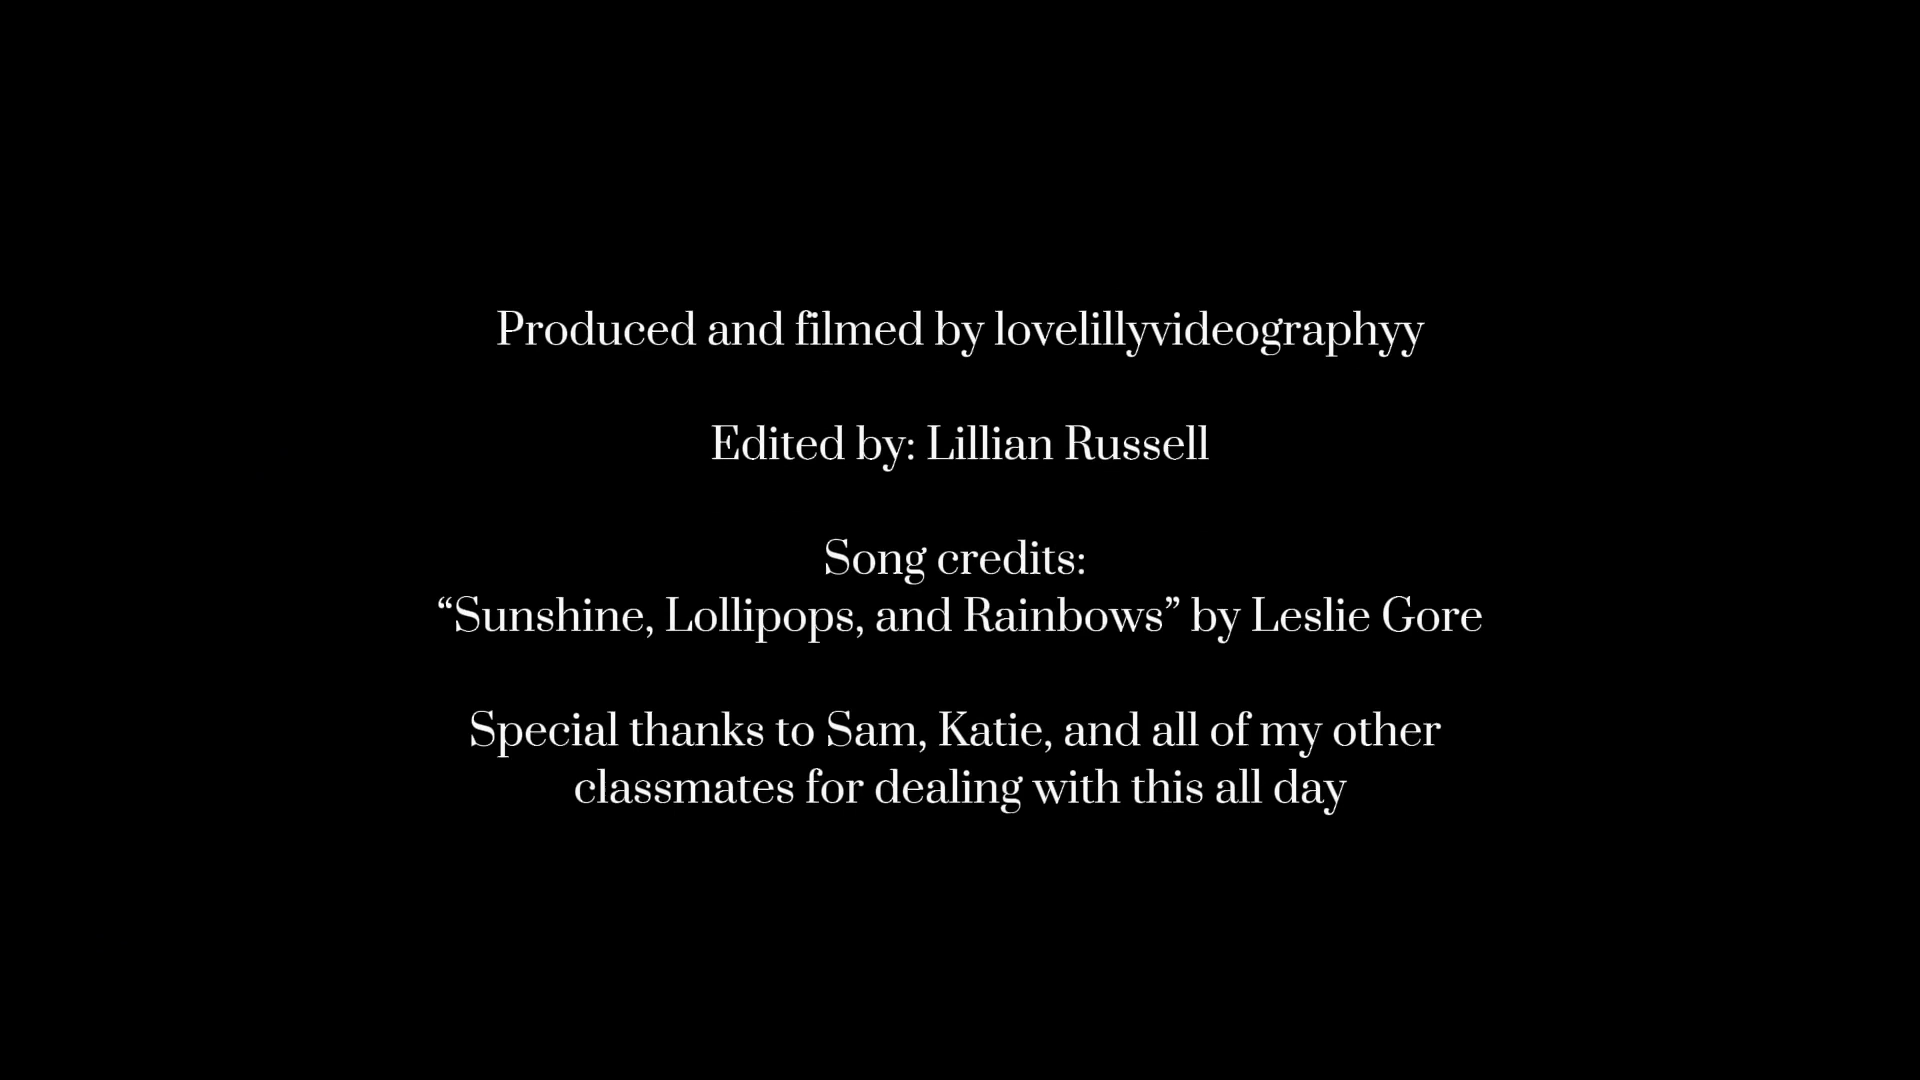 Produced and filmed by lovelillyvideographyy
Edited by: Lillian Russell
Song credits:
“Sunshine, Lollipops, and Rainbows” by Leslie Gore
Special thanks to Sam, Katie, and all of my other
classmates for dealing with this all day